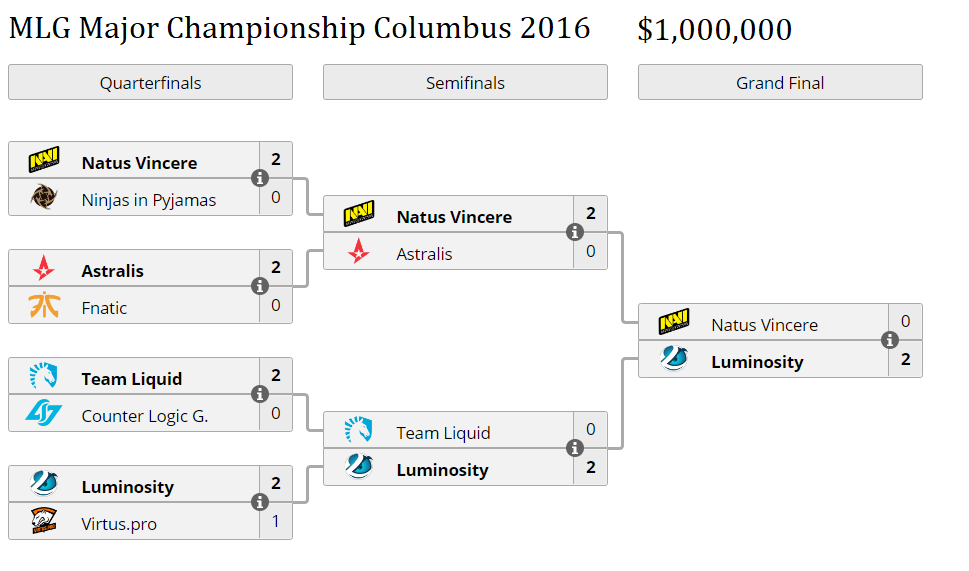 MLG Major Championship Columbus 2016 $1,000,000
Quarterfinals Semifinals Grand Final
Natus Vincere 2
Ninjas in Pyjamas 0
Astralis 2
Fnatic 0
Team Liquid 2
Counter Logic G. 0
Luminosity 2
Virtus.pro 1
Natus Vincere 2
Astralis 0
Team Liquid 0
Luminosity 2
Natus Vincere 0
Luminosity 2